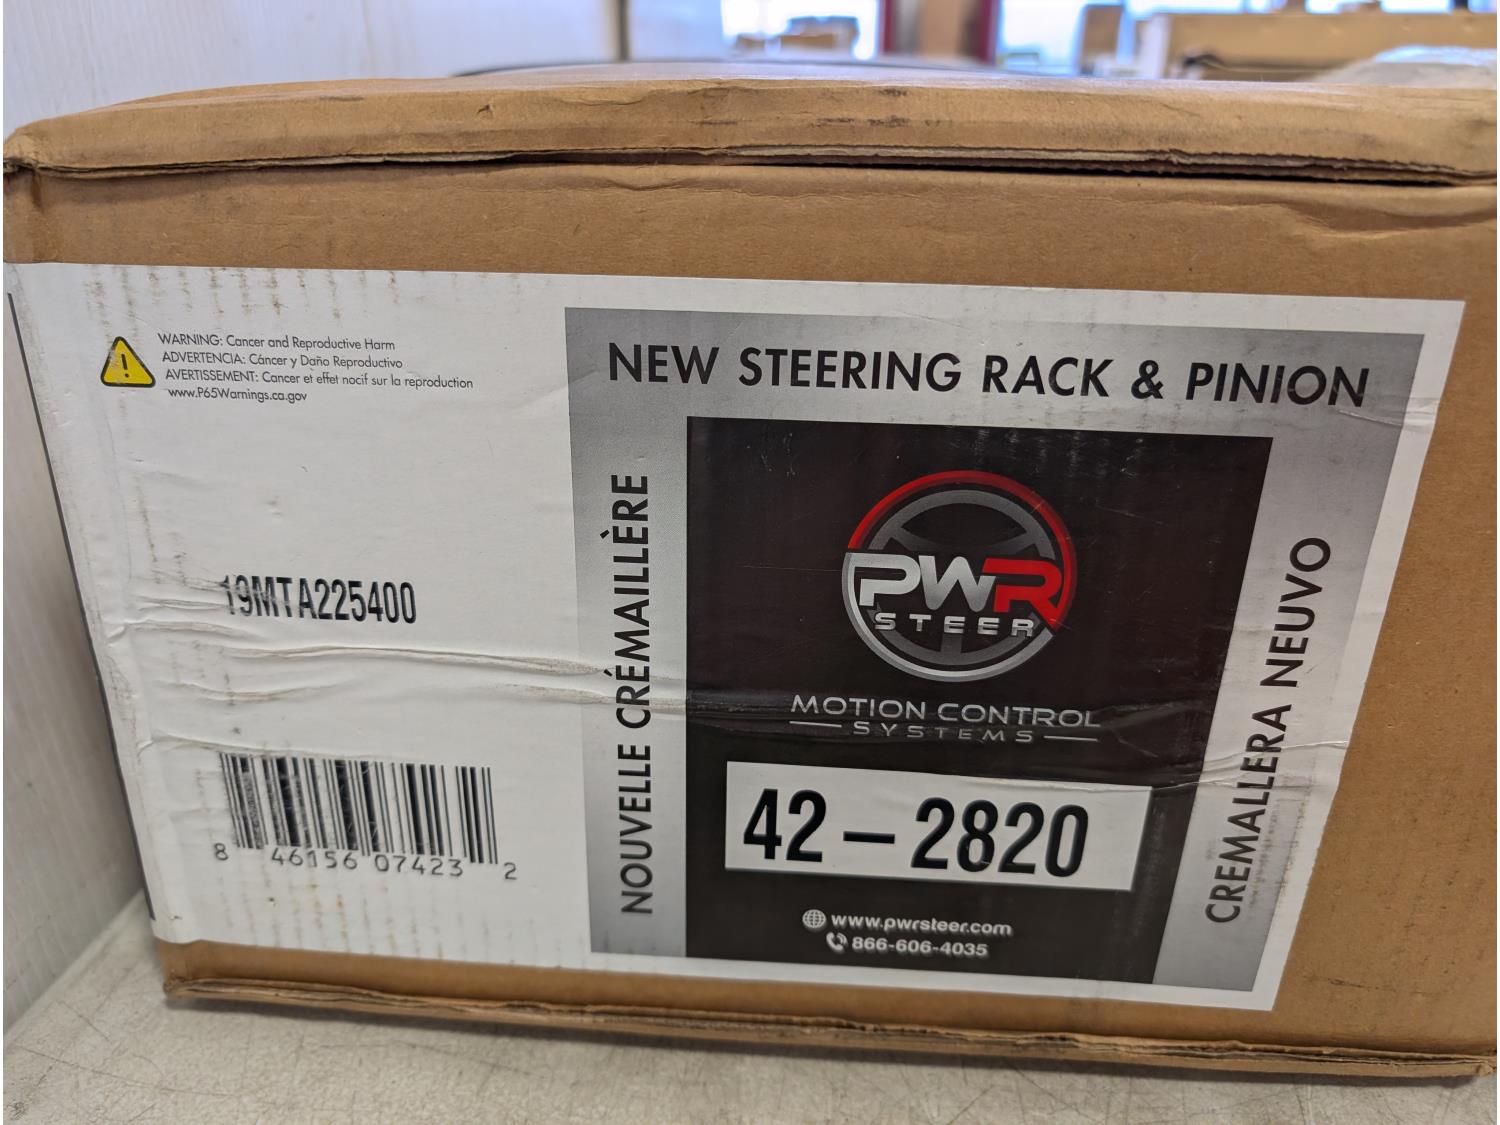 WARNING: Cancer and Reproductive Harm
ADVERTENCIA: Cáncer y Daño Reproductivo
AVERTISSEMENT: Cancer et effet nocif sur la reproduction
www.P65Warnings.ca.gov
19MTA225400
8 46156 07423 2
NEW STEERING RACK & PINION
NOUVELLE CRÉMAILLÈRE
PWR
STEER
MOTION CONTROL
SYSTEMS
42-2820
www.pwrsteer.com
866-606-4035
CREMALLERA NEUVO